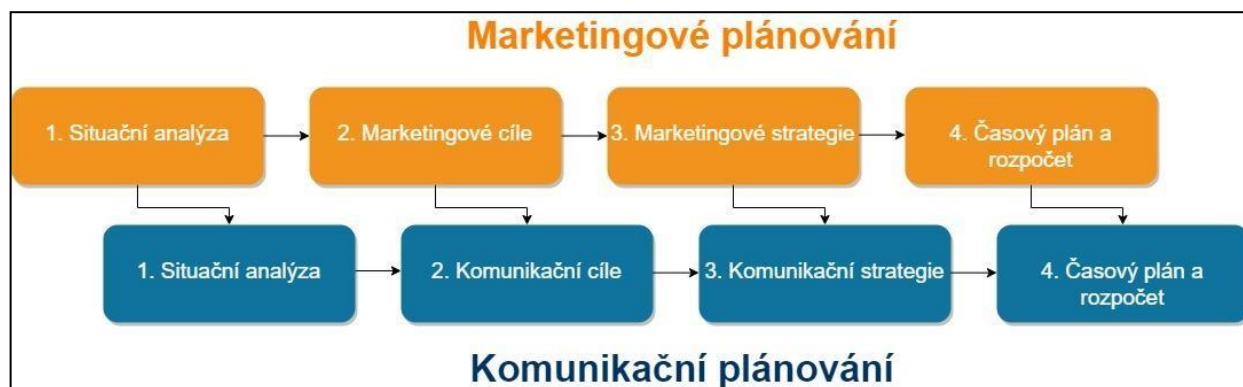 Marketingové plánování
1. Situační analýza
2. Marketingové cíle
3. Marketingové strategie
4. Časový plán a
rozpočet
1. Situační analýza
2. Komunikační cíle
3. Komunikační strategie
4. Časový plán a
rozpočet
Komunikační plánování